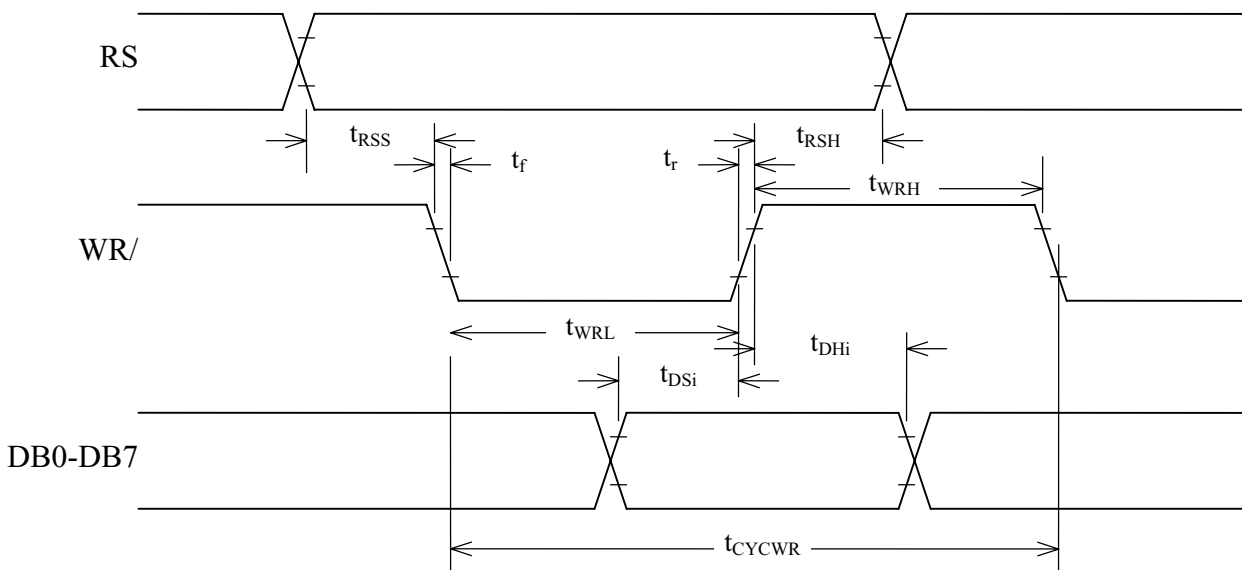 RS
tRSS
tf
tr
tRSH
tWRH
WR/
tWRL
tDHi
tDSi
DB0-DB7
tCYCWR